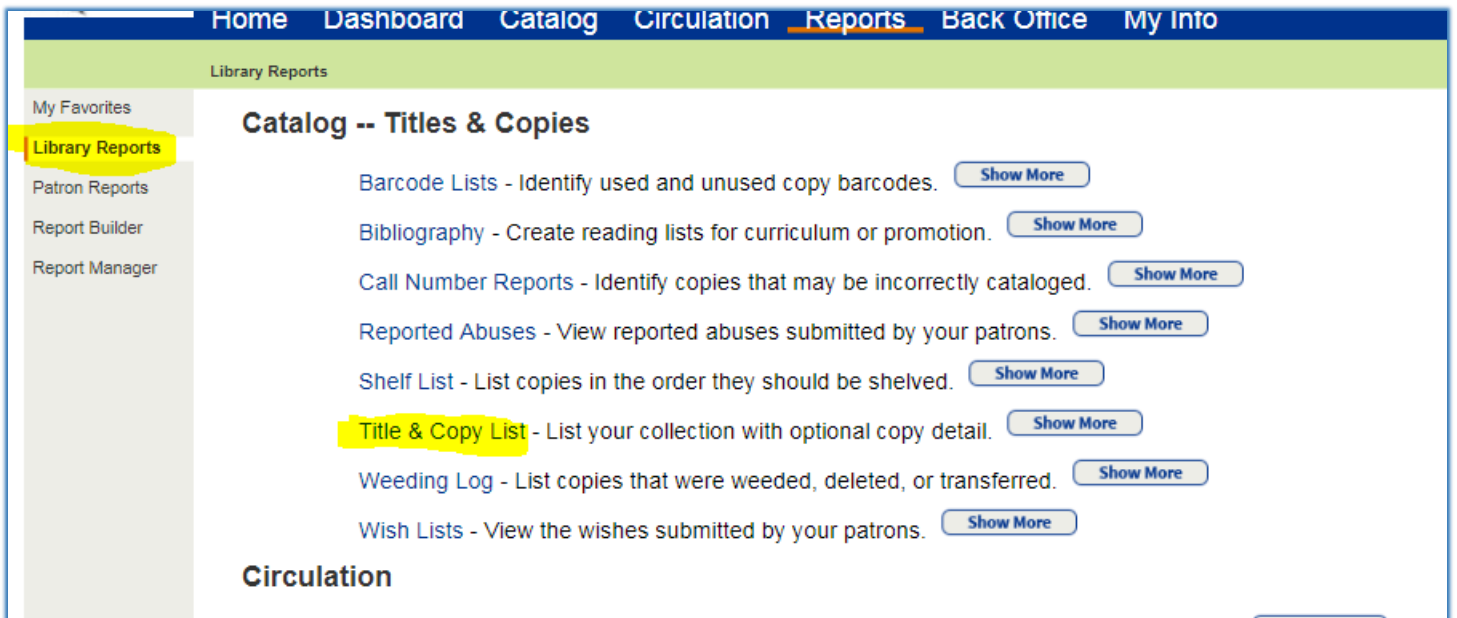 Home Dashboard Catalog Circulation Reports Back Office My Info
Library Reports
My Favorites
Library Reports
Patron Reports
Report Builder
Report Manager
Catalog -- Titles & Copies
Barcode Lists - Identify used and unused copy barcodes. Show More
Bibliography - Create reading lists for curriculum or promotion. Show More
Call Number Reports - Identify copies that may be incorrectly cataloged. Show More
Reported Abuses - View reported abuses submitted by your patrons. Show More
Shelf List - List copies in the order they should be shelved. Show More
Title & Copy List - List your collection with optional copy detail. Show More
Weeding Log - List copies that were weeded, deleted, or transferred. Show More
Wish Lists - View the wishes submitted by your patrons. Show More
Circulation